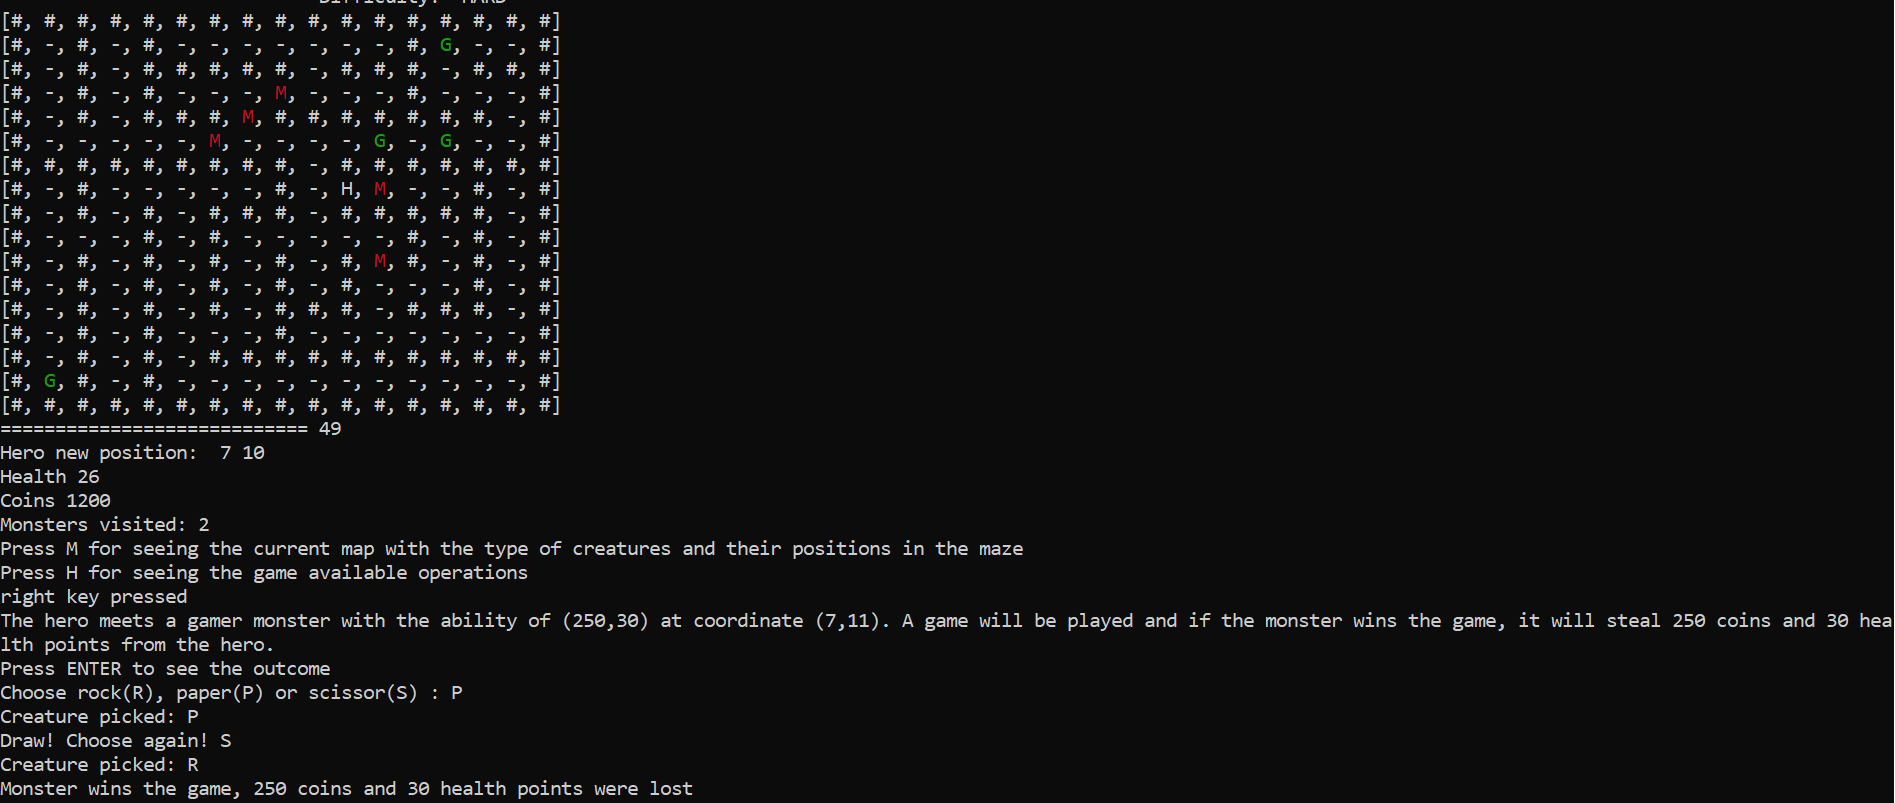 Difficulty: HARD
[#, #, #, #, #, #, #, #, #, #, #, #, #, #, #, #, #]
[#, -, #, -, #, -, -, -, -, -, -, -, #, G, -, -, #]
[#, -, #, -, #, #, #, #, #, -, #, #, #, -, #, #, #]
[#, -, #, -, #, -, -, -, M, -, -, -, #, -, -, -, #]
[#, -, #, -, #, #, #, M, #, #, #, #, #, #, #, -, #]
[#, -, -, -, -, -, M, -, -, -, -, G, -, G, -, -, #]
[#, #, #, #, #, #, #, #, #, -, #, #, #, #, #, #, #]
[#, -, #, -, -, -, -, -, #, -, H, M, -, -, #, -, #]
[#, -, #, -, #, -, #, #, #, -, #, #, #, #, #, -, #]
[#, -, -, -, #, -, #, -, -, -, -, -, #, -, #, -, #]
[#, -, #, -, #, -, #, -, #, -, #, M, #, -, #, -, #]
[#, -, #, -, #, -, #, -, #, -, #, -, -, -, #, -, #]
[#, -, #, -, #, -, #, -, #, #, #, -, #, #, #, -, #]
[#, -, #, -, #, -, -, -, #, -, -, -, -, -, -, -, #]
[#, -, #, -, #, -, #, #, #, #, #, #, #, #, #, #, #]
[#, G, #, -, #, -, -, -, -, -, -, -, -, -, -, -, #]
[#, #, #, #, #, #, #, #, #, #, #, #, #, #, #, #, #]
============================ 49
Hero new position:  7 10
Health 26
Coins 1200
Monsters visited: 2
Press M for seeing the current map with the type of creatures and their positions in the maze
Press H for seeing the game available operations
right key pressed
The hero meets a gamer monster with the ability of (250,30) at coordinate (7,11). A game will be played and if the monster wins the game, it will steal 250 coins and 30 hea
lth points from the hero.
Press ENTER to see the outcome
Choose rock(R), paper(P) or scissor(S) : P
Creature picked: P
Draw! Choose again! S
Creature picked: R
Monster wins the game, 250 coins and 30 health points were lost